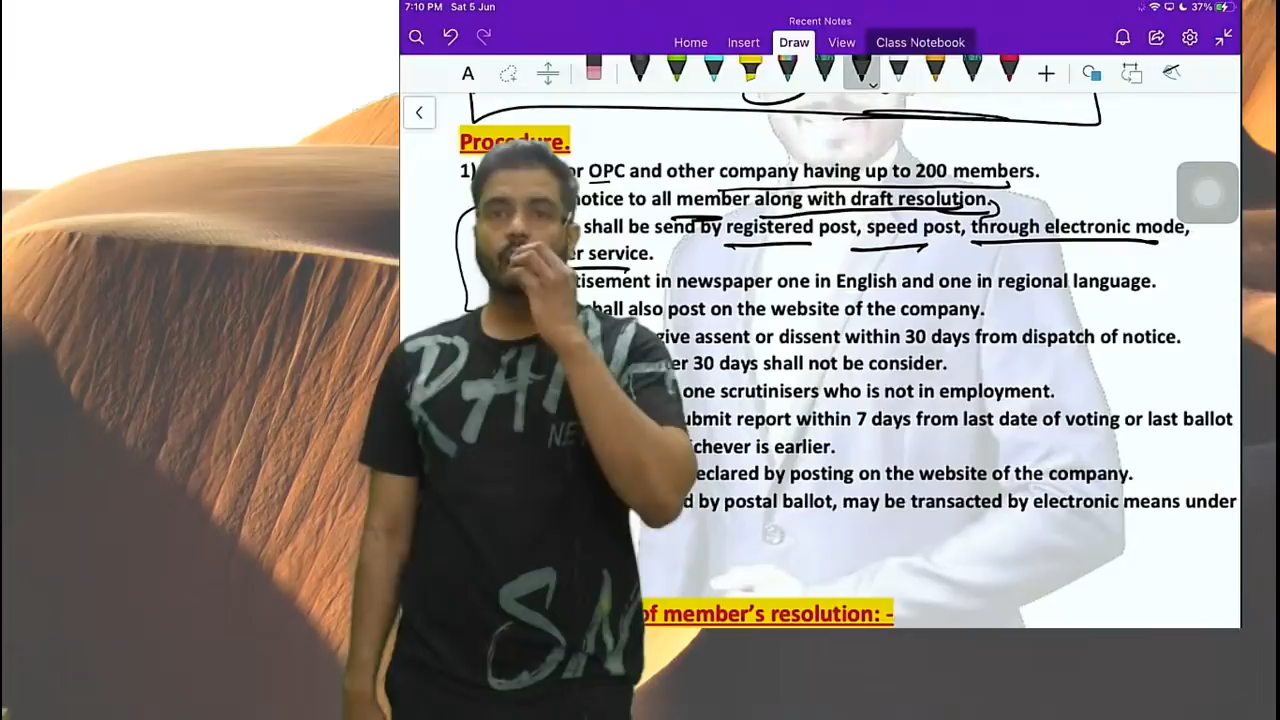 7:10 PM Sat 5 Jun
37%
Recent Notes
Home Insert Draw View Class Notebook
A
Procedure.
1) or OPC and other company having up to 200 members.
notice to all member along with draft resolution.
shall be send by registered post, speed post, through electronic mode,
service.
in newspaper one in English and one in regional language.
shall also post on the website of the company.
give assent or dissent within 30 days from dispatch of notice.
30 days shall not be consider.
one scrutinisers who is not in employment.
submit report within 7 days from last date of voting or last ballot
whichever is earlier.
declared by posting on the website of the company.
by postal ballot, may be transacted by electronic means under
of member's resolution: -